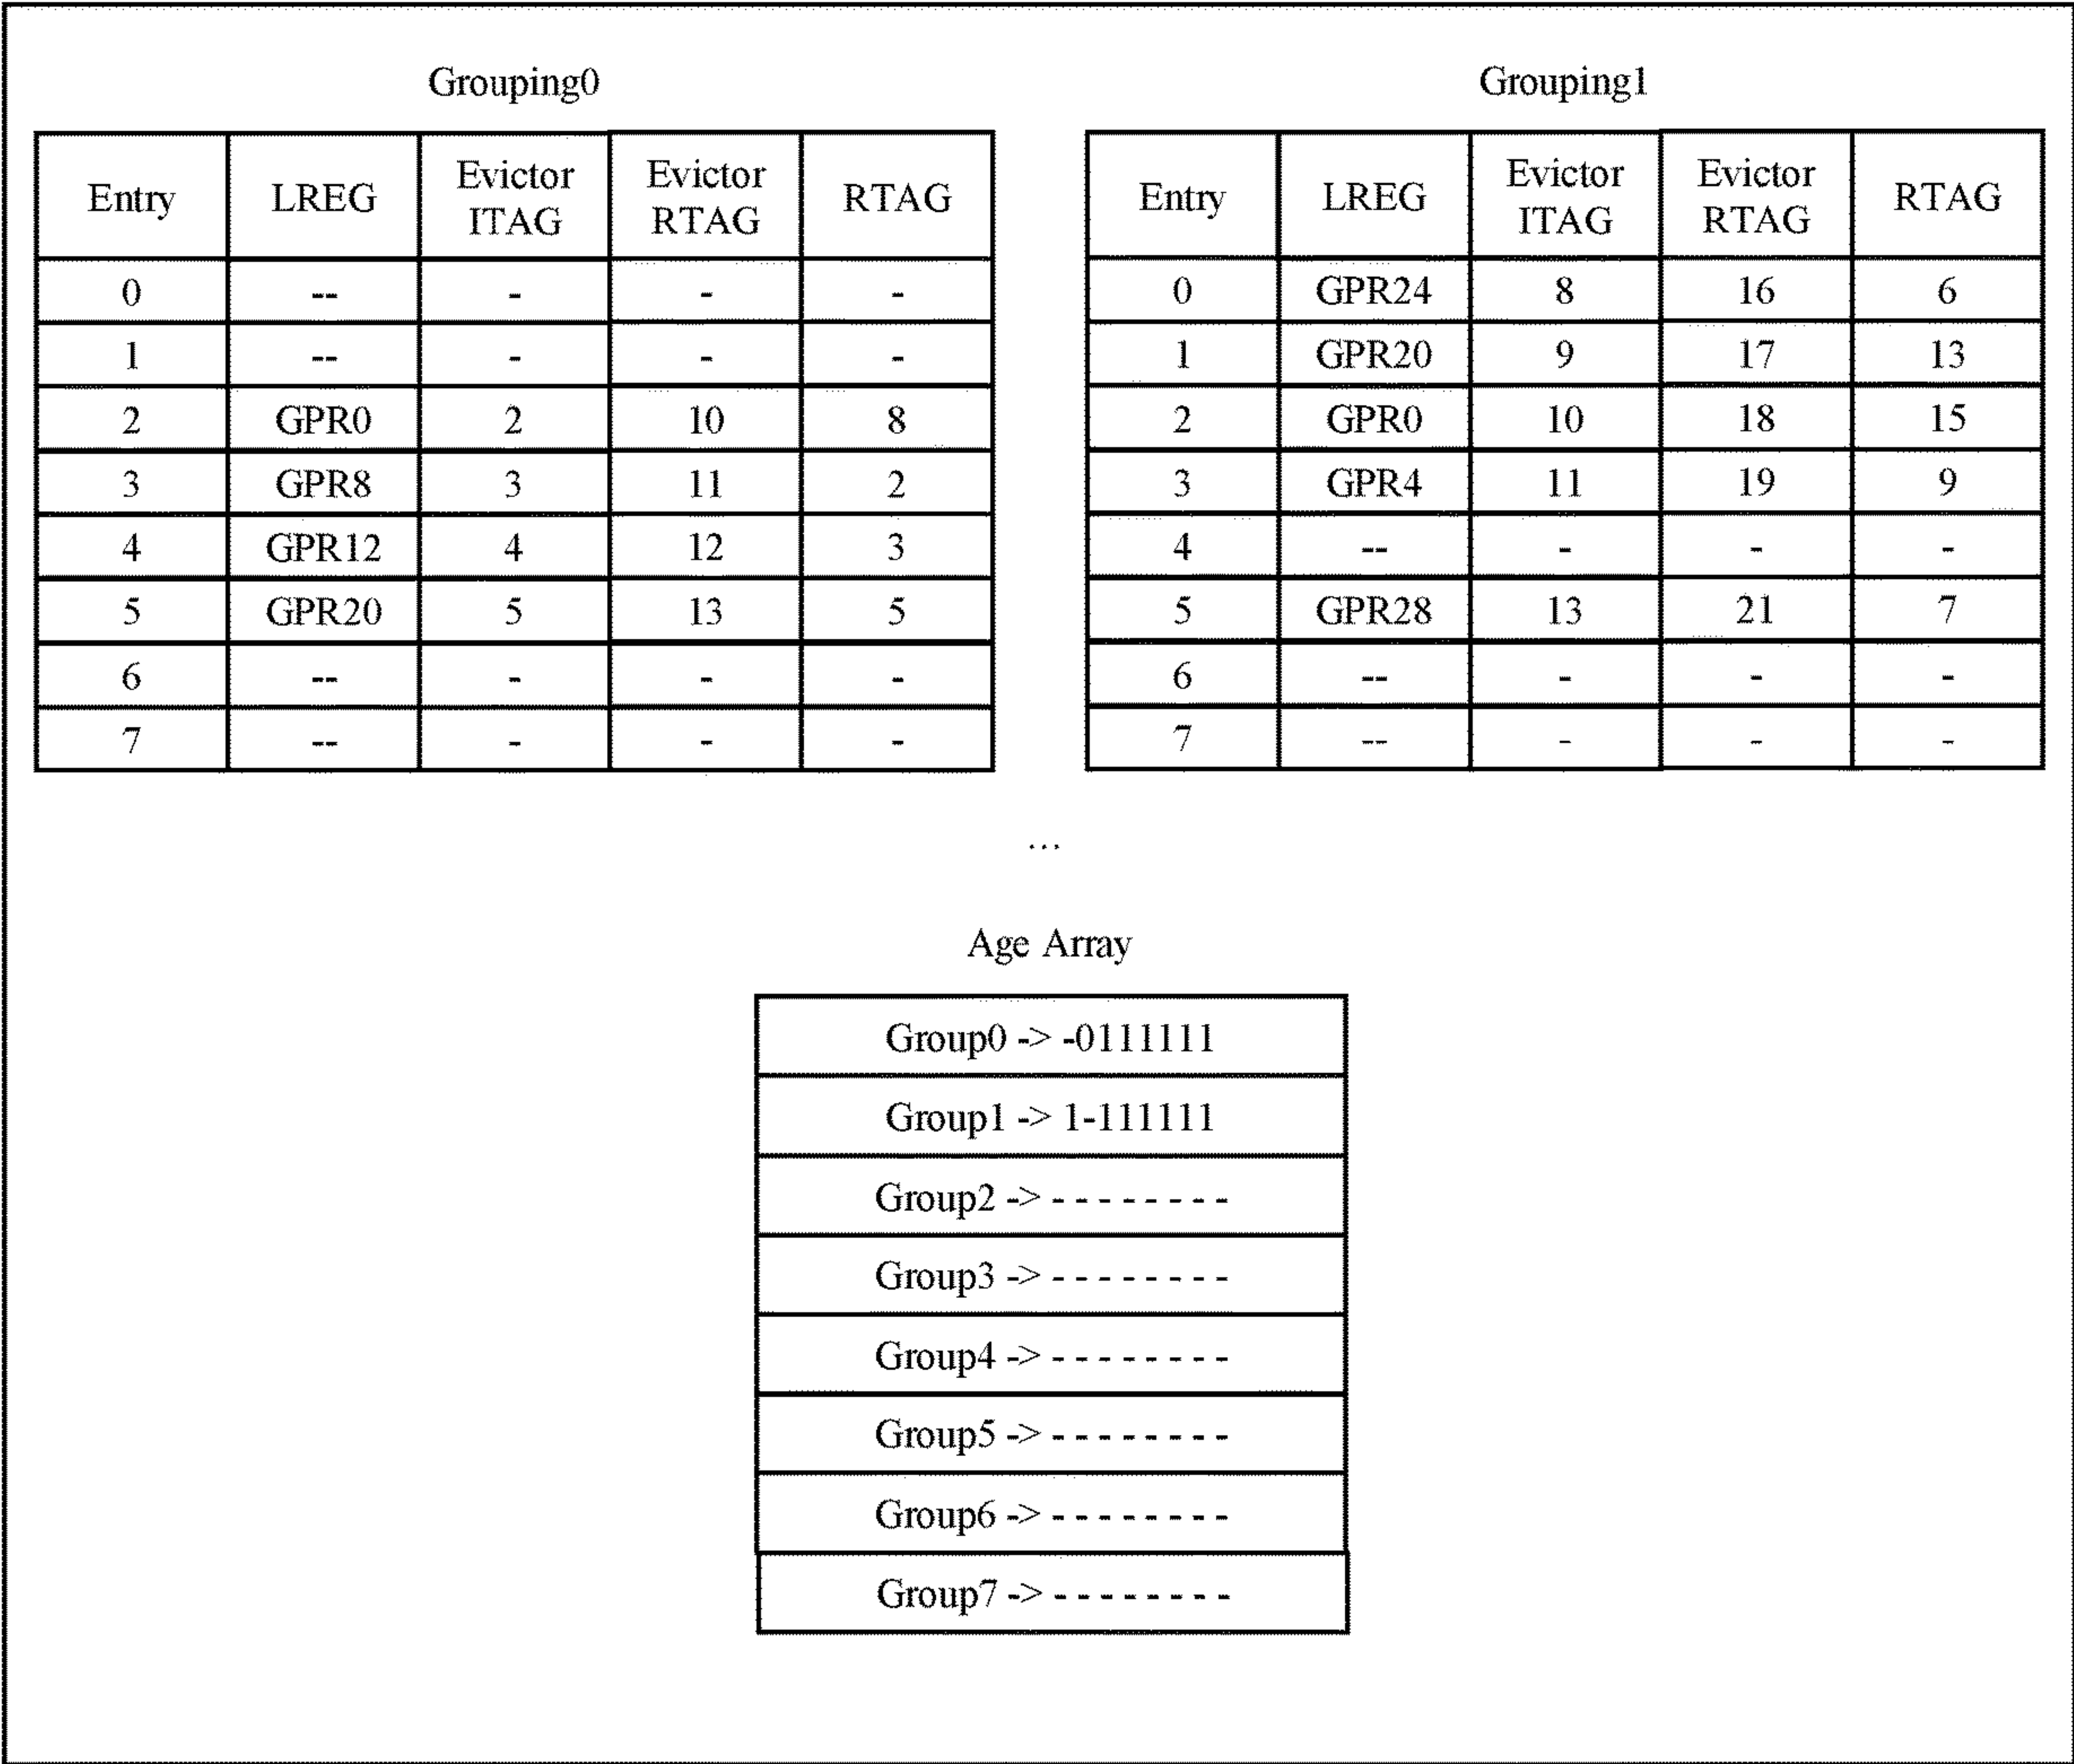 Grouping0
Entry LREG Evictor ITAG Evictor RTAG RTAG
0 -- - - -
1 -- - - -
2 GPR0 2 10 8
3 GPR8 3 11 2
4 GPR12 4 12 3
5 GPR20 5 13 5
6 -- - - -
7 -- - - -
Grouping1
Entry LREG Evictor ITAG Evictor RTAG RTAG
0 GPR24 8 16 6
1 GPR20 9 17 13
2 GPR0 10 18 15
3 GPR4 11 19 9
4 -- - - -
5 GPR28 13 21 7
6 -- - - -
7 -- - - -
...
Age Array
Group0 -> -0111111
Group1 -> 1-111111
Group2 -> - - - - - - - -
Group3 -> - - - - - - - -
Group4 -> - - - - - - - -
Group5 -> - - - - - - - -
Group6 -> - - - - - - - -
Group7 -> - - - - - - - -